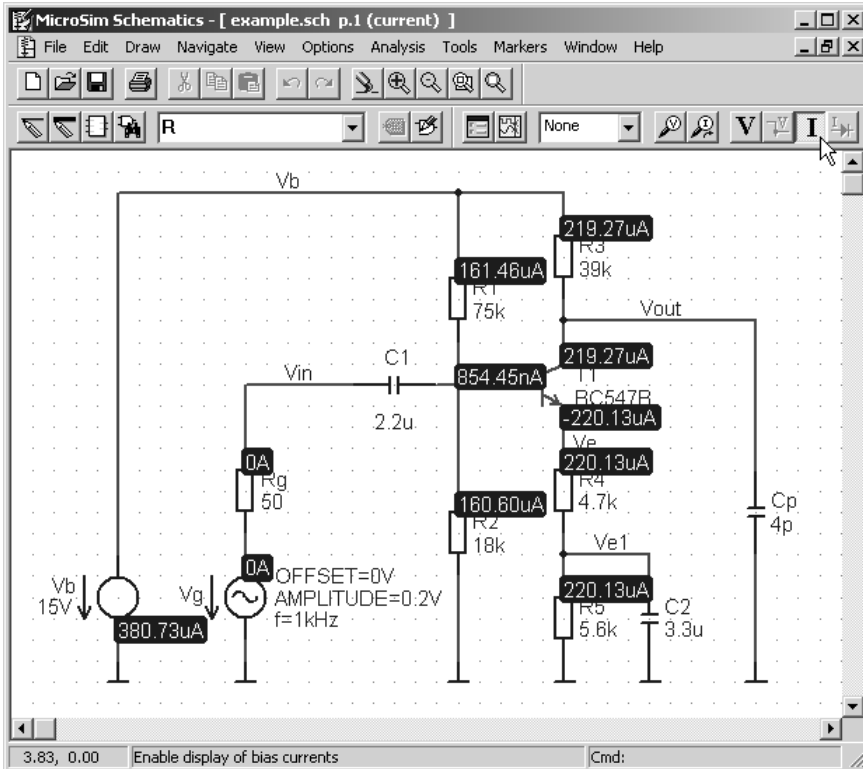 MicroSim Schematics - [ example.sch p.1 (current) ]
File Edit Draw Navigate View Options Analysis Tools Markers Window Help
R
None
V
V
I
I
V
I
Vb
219.27uA
R3
39k
161.46uA
R1
75k
Vout
C1
219.27uA
Vin
854.45nA
T1
BC547B
2.2u
-220.13uA
Ve
0A
220.13uA
Rg
R4
50
4.7k
160.60uA
Cp
R2
4p
18k
Ve1
0A
OFFSET=0V
Vb
15V
Vg
AMPLITUDE=0.2V
220.13uA
f=1kHz
R5
C2
380.73uA
5.6k
3.3u
3.83, 0.00 Enable display of bias currents Cmd: